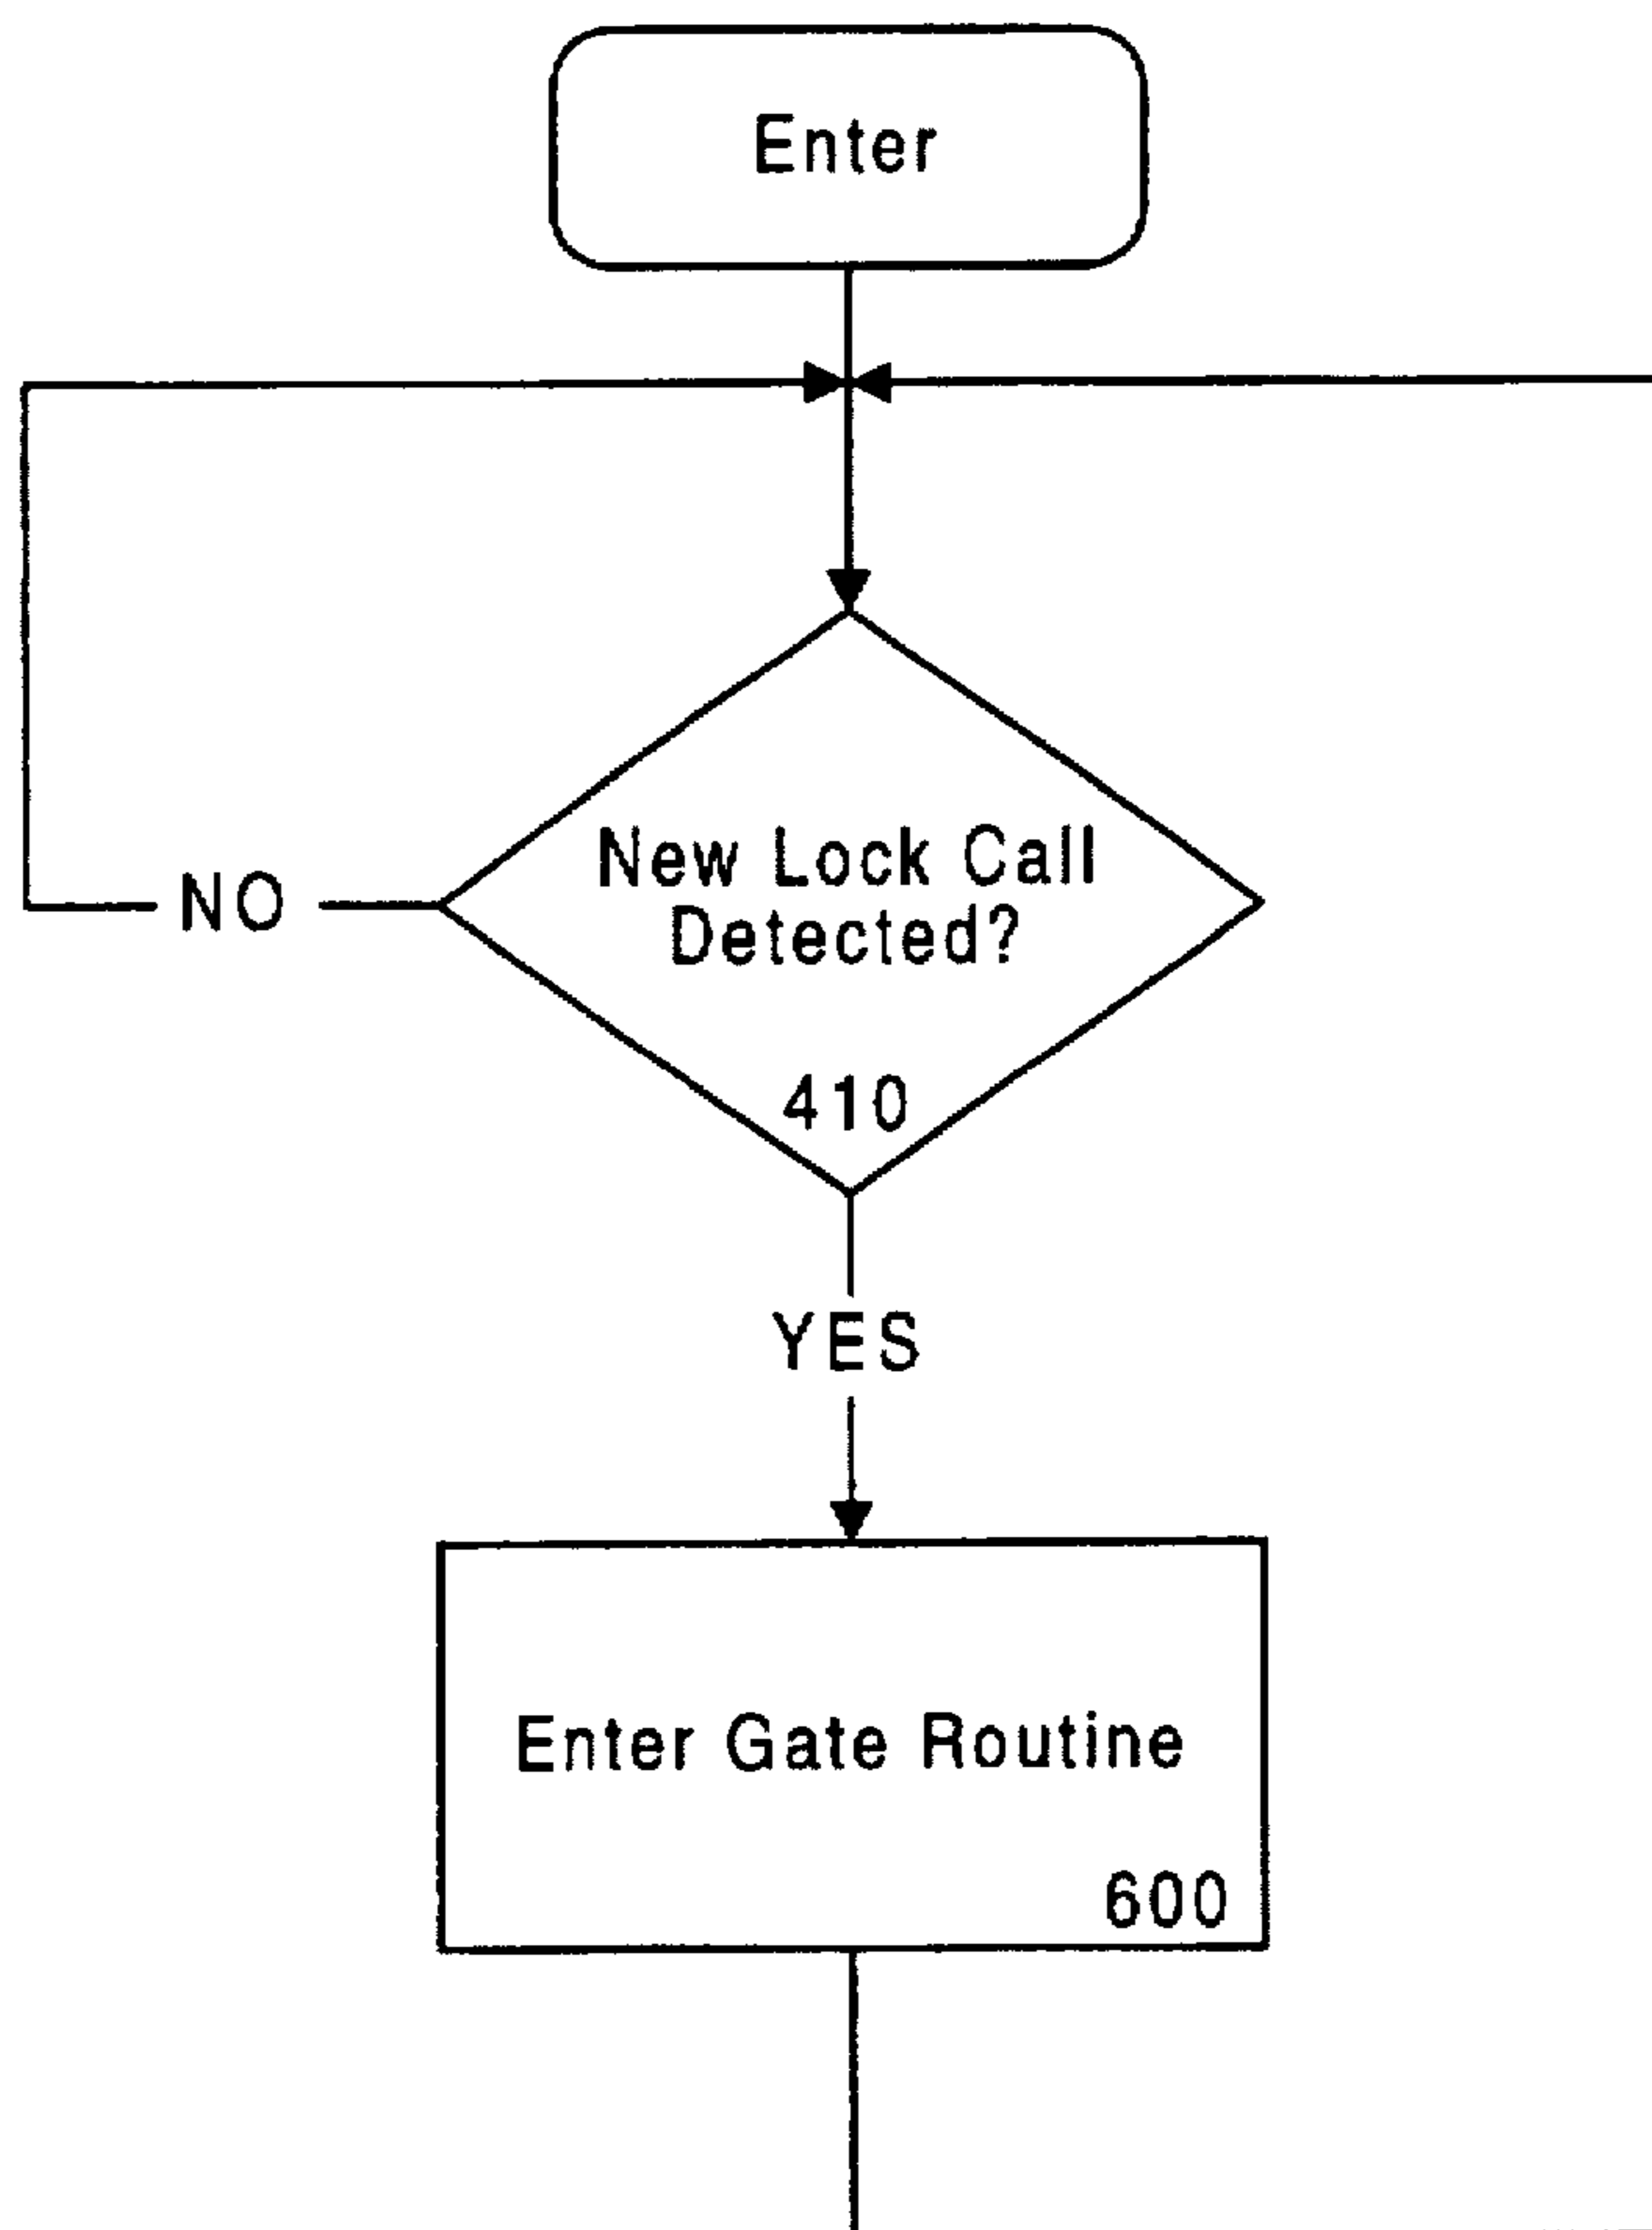 Enter
New Lock Call
Detected?
NO
410
YES
Enter Gate Routine
600